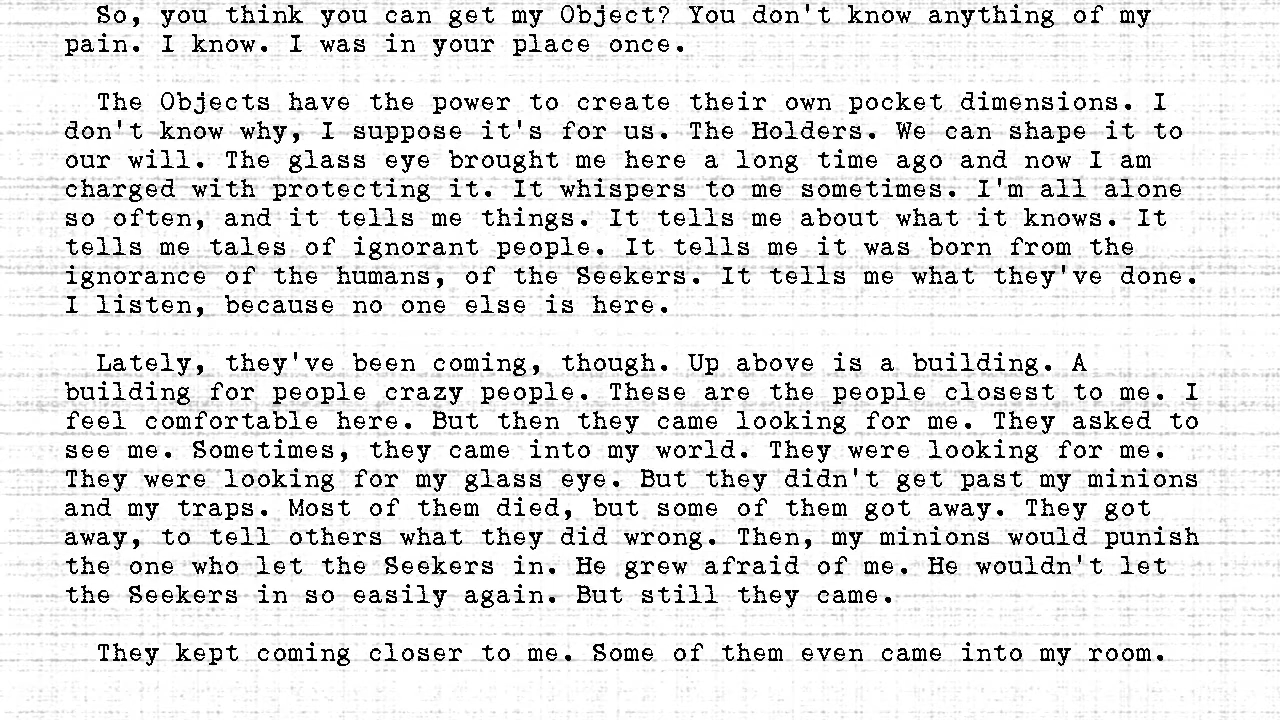 So, you think you can get my Object? You don't know anything of my
pain. I know. I was in your place once.
The Objects have the power to create their own pocket dimensions. I
don't know why, I suppose it's for us. The Holders. We can shape it to
our will. The glass eye brought me here a long time ago and now I am
charged with protecting it. It whispers to me sometimes. I'm all alone
so often, and it tells me things. It tells me about what it knows. It
tells me tales of ignorant people. It tells me it was born from the
ignorance of the humans, of the Seekers. It tells me what they've done.
I listen, because no one else is here.
Lately, they've been coming, though. Up above is a building. A
building for people crazy people. These are the people closest to me. I
feel comfortable here. But then they came looking for me. They asked to
see me. Sometimes, they came into my world. They were looking for me.
They were looking for my glass eye. But they didn't get past my minions
and my traps. Most of them died, but some of them got away. They got
away, to tell others what they did wrong. Then, my minions would punish
the one who let the Seekers in. He grew afraid of me. He wouldn't let
the Seekers in so easily again. But still they came.
They kept coming closer to me. Some of them even came into my room.